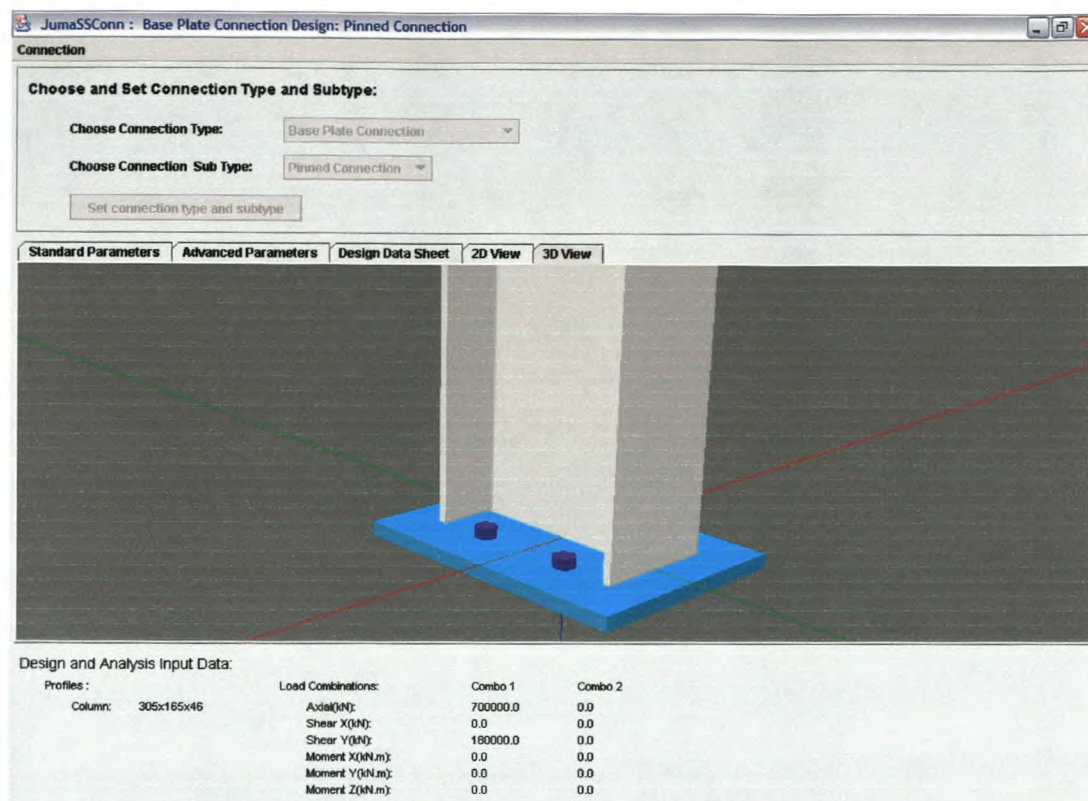 JumaSSConn : Base Plate Connection Design: Pinned Connection
Connection
Choose and Set Connection Type and Subtype:
Choose Connection Type: Base Plate Connection
Choose Connection Sub Type: Pinned Connection
Set connection type and subtype
Standard Parameters Advanced Parameters Design Data Sheet 2D View 3D View
Design and Analysis Input Data:
Profiles : Load Combinations: Combo 1 Combo 2
Column: 305x165x46 Axial(kN): 700000.0 0.0
Shear X(kN): 0.0 0.0
Shear Y(kN): 180000.0 0.0
Moment X(kN.m): 0.0 0.0
Moment Y(kN.m): 0.0 0.0
Moment Z(kN.m): 0.0 0.0